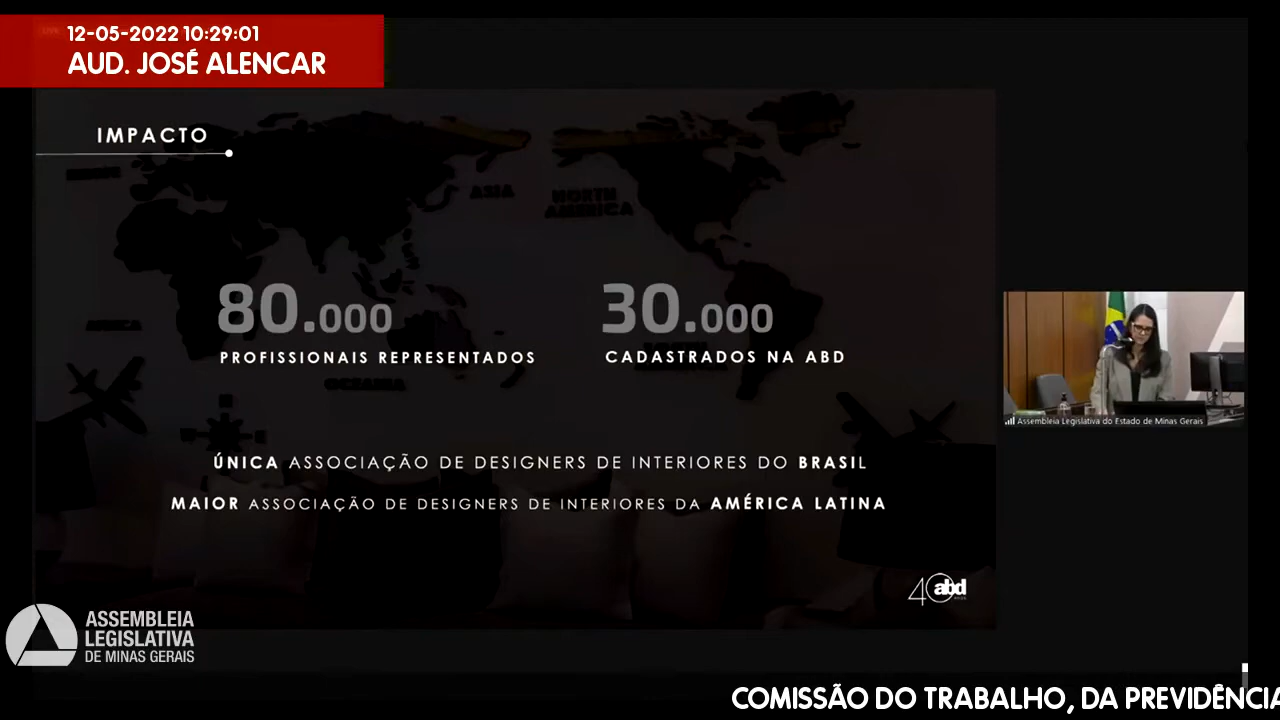 12-05-2022 10:29:01
AUD. JOSÉ ALENCAR
IMPACTO
ASIA
NORTH
AMERICA
80.000
30.000
PROFISSIONAIS REPRESENTADOS
CADASTRADOS NA ABD
OCEANIA
Assembleia Legislativa do Estado de Minas Gerais
ÚNICA ASSOCIAÇÃO DE DESIGNERS DE INTERIORES DO BRASIL
MAIOR ASSOCIAÇÃO DE DESIGNERS DE INTERIORES DA AMÉRICA LATINA
40 abd
ASSEMBLEIA
LEGISLATIVA
DE MINAS GERAIS
COMISSÃO DO TRABALHO, DA PREVIDÊNCIA